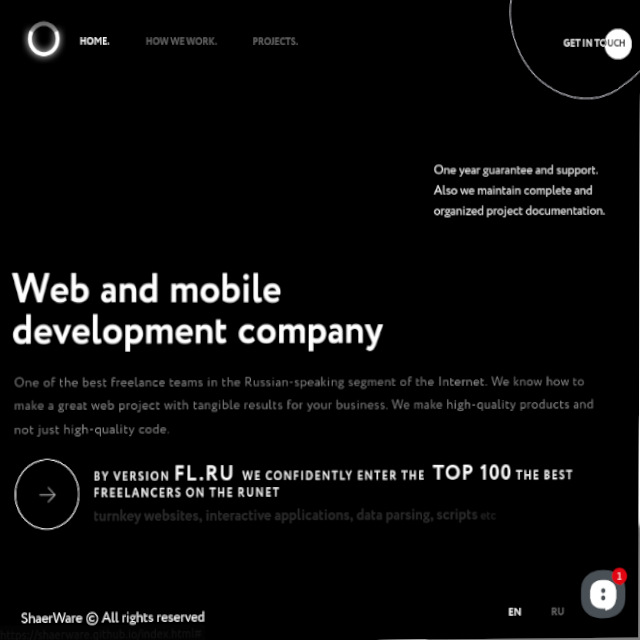 HOME. HOW WE WORK. PROJECTS. GET IN TOUCH
One year guarantee and support.
Also we maintain complete and
organized project documentation.
Web and mobile
development company
One of the best freelance teams in the Russian-speaking segment of the Internet. We know how to
make a great web project with tangible results for your business. We make high-quality products and
not just high-quality code.
BY VERSION FL.RU WE CONFIDENTLY ENTER THE TOP 100 THE BEST
FREELANCERS ON THE RUNET
turnkey websites, interactive applications, data parsing, scripts etc
1
EN RU
ShaerWare © All rights reserved